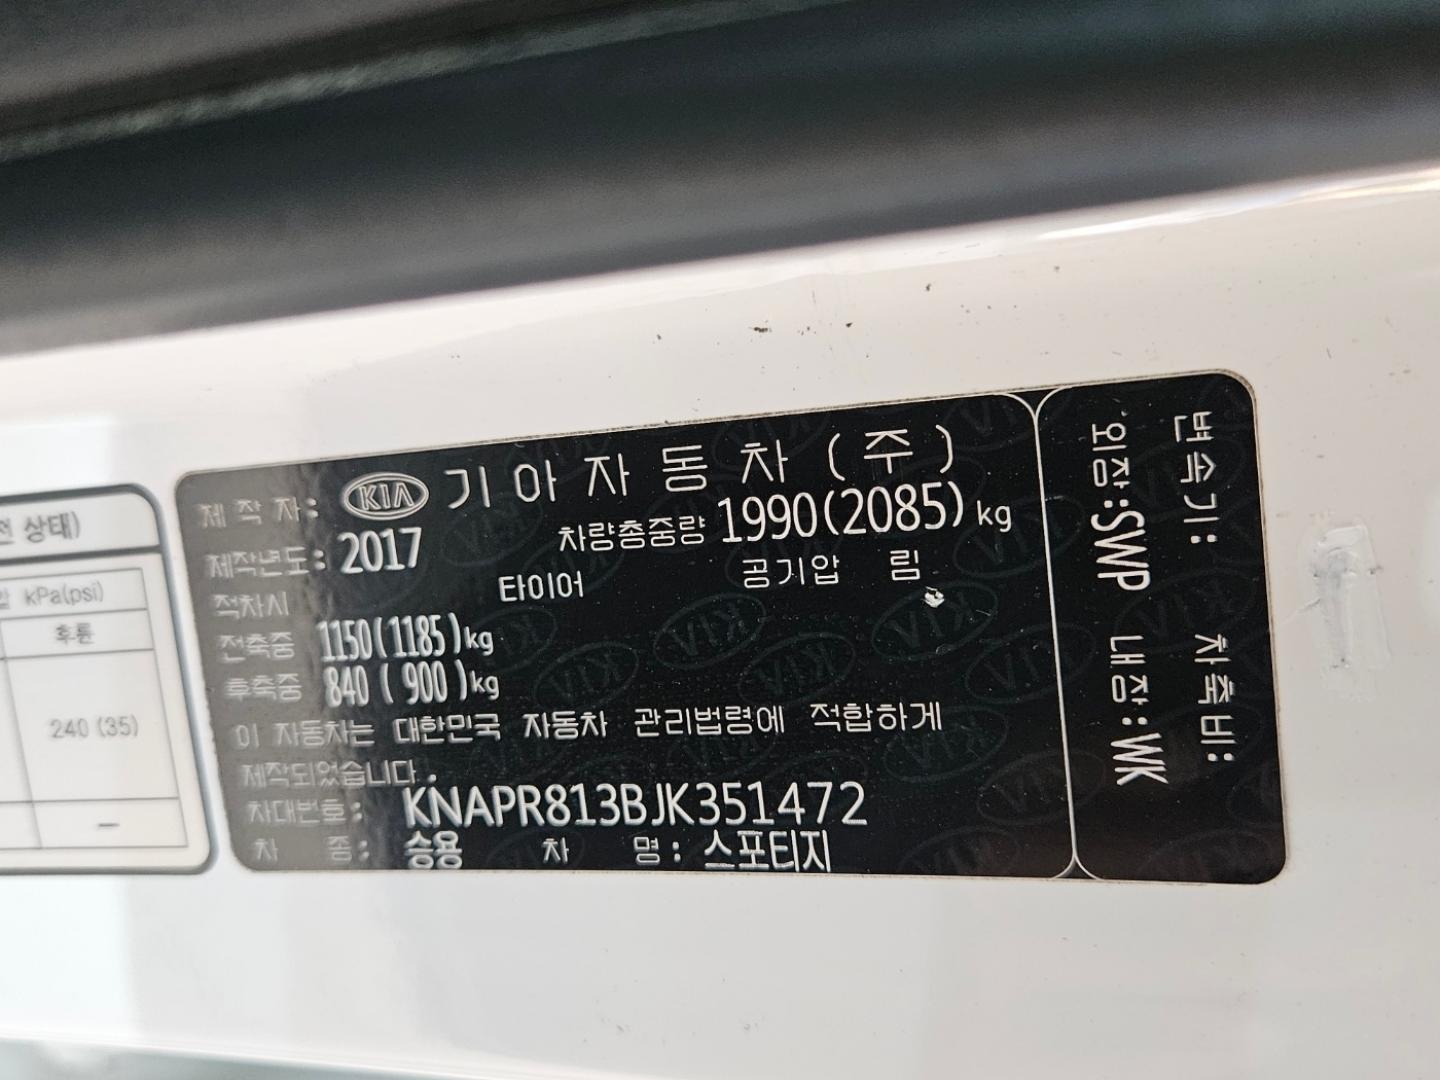 전 상태)
압 kPa(psi)
후륜
240 (35)
-
제 작 자: KIA 기 아 자 동 차 ( 주 )
제작년도: 2017 차량총중량 1990(2085)kg
적차시 타이어 공기압 림
전축중 1150(1185)kg
후축중 840 ( 900 )kg
이 자동차는 대한민국 자동차 관리법령에 적합하게
제작되었습니다.
차대번호: KNAPR813BJK351472
차 종: 승용 차 명: 스포티지
변속기: 차축비:
외장:SWP 내장:WK